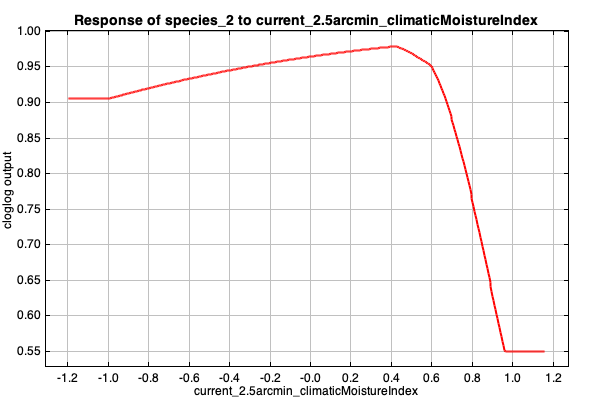 Response of species_2 to current_2.5arcmin_climaticMoistureIndex
1.00
0.95
0.90
0.85
0.80
0.75
0.70
0.65
0.60
0.55
cloglog output
-1.2 -1.0 -0.8 -0.6 -0.4 -0.2 -0.0 0.2 0.4 0.6 0.8 1.0 1.2
current_2.5arcmin_climaticMoistureIndex